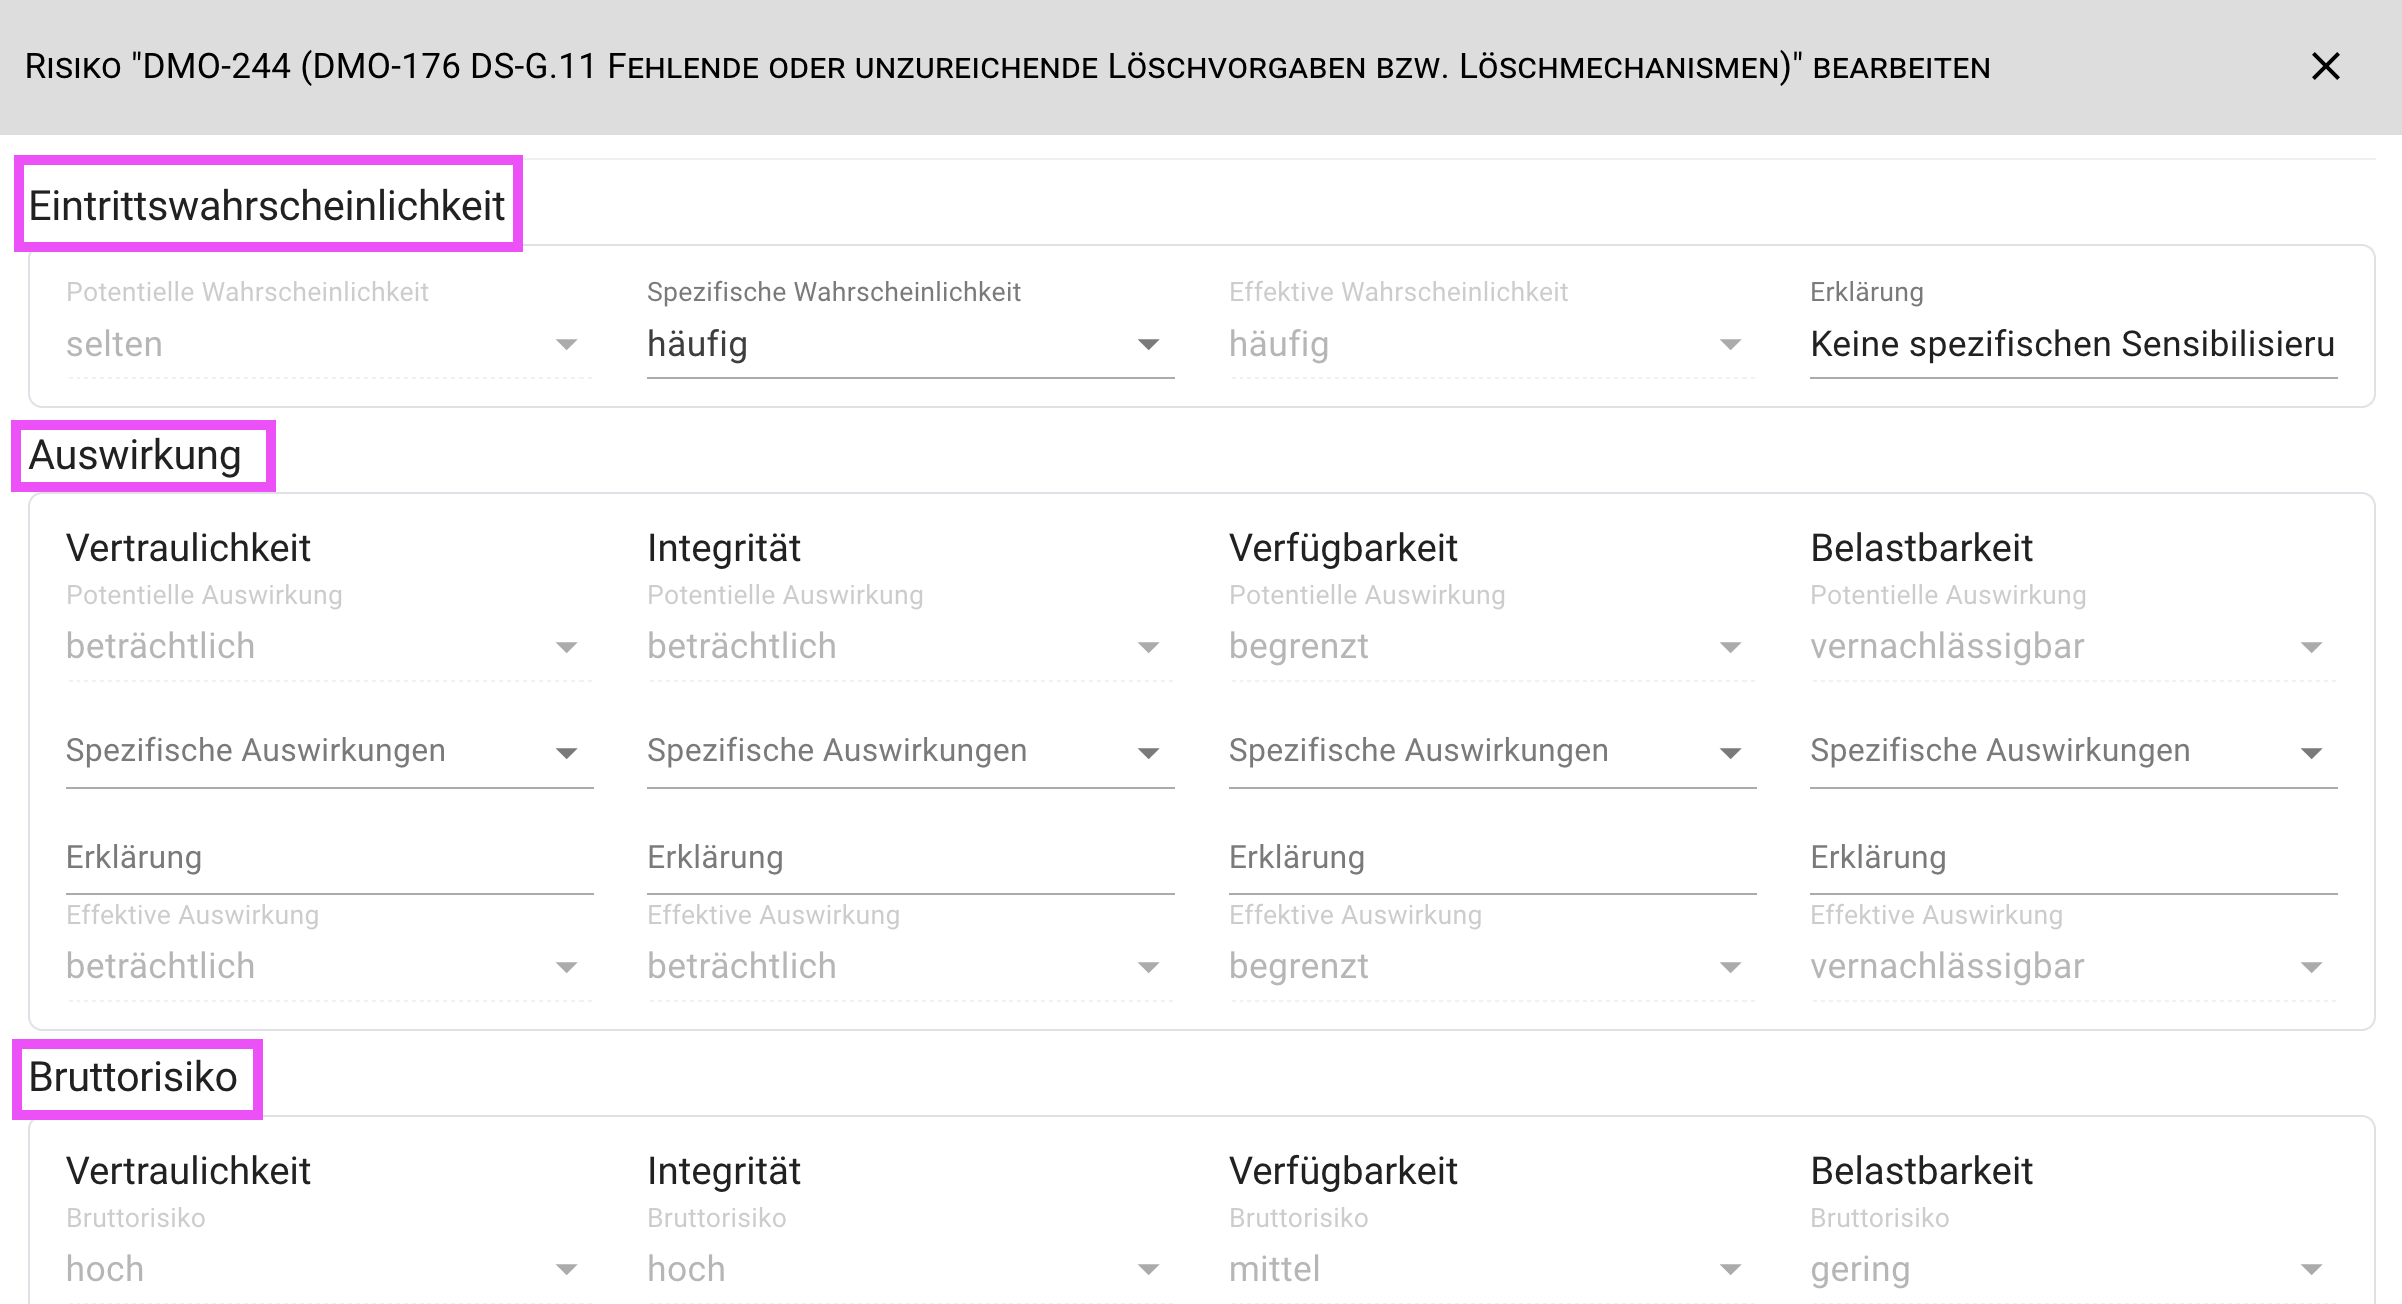 Risiko "DMO-244 (DMO-176 DS-G.11 Fehlende oder unzureichende Löschvorgaben bzw. Löschmechanismen)" bearbeiten
Eintrittswahrscheinlichkeit
Potentielle Wahrscheinlichkeit Spezifische Wahrscheinlichkeit Effektive Wahrscheinlichkeit Erklärung
selten häufig häufig Keine spezifischen Sensibilisieru
Auswirkung
Vertraulichkeit Integrität Verfügbarkeit Belastbarkeit
Potentielle Auswirkung Potentielle Auswirkung Potentielle Auswirkung Potentielle Auswirkung
beträchtlich beträchtlich begrenzt vernachlässigbar
Spezifische Auswirkungen Spezifische Auswirkungen Spezifische Auswirkungen Spezifische Auswirkungen
Erklärung Erklärung Erklärung Erklärung
Effektive Auswirkung Effektive Auswirkung Effektive Auswirkung Effektive Auswirkung
beträchtlich beträchtlich begrenzt vernachlässigbar
Bruttorisiko
Vertraulichkeit Integrität Verfügbarkeit Belastbarkeit
Bruttorisiko Bruttorisiko Bruttorisiko Bruttorisiko
hoch hoch mittel gering